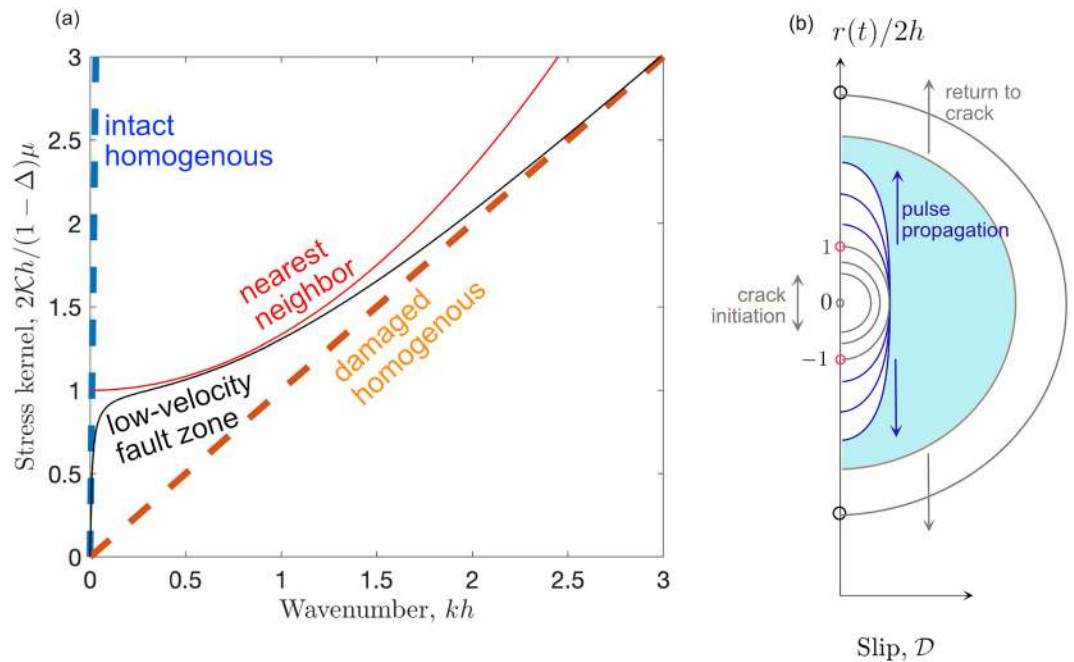 (a)
3
2.5
2
1.5
1
0.5
0
Stress kernel, 2𝒦h/(1 − Δ)μ
intact
homogenous
nearest
neighbor
low-velocity
fault zone
damaged
homogenous
0
0.5
1
1.5
2
2.5
3
Wavenumber, kh
(b)
r(t)/2h
return to
crack
pulse
propagation
1
crack
initiation
0
−1
Slip, 𝒟